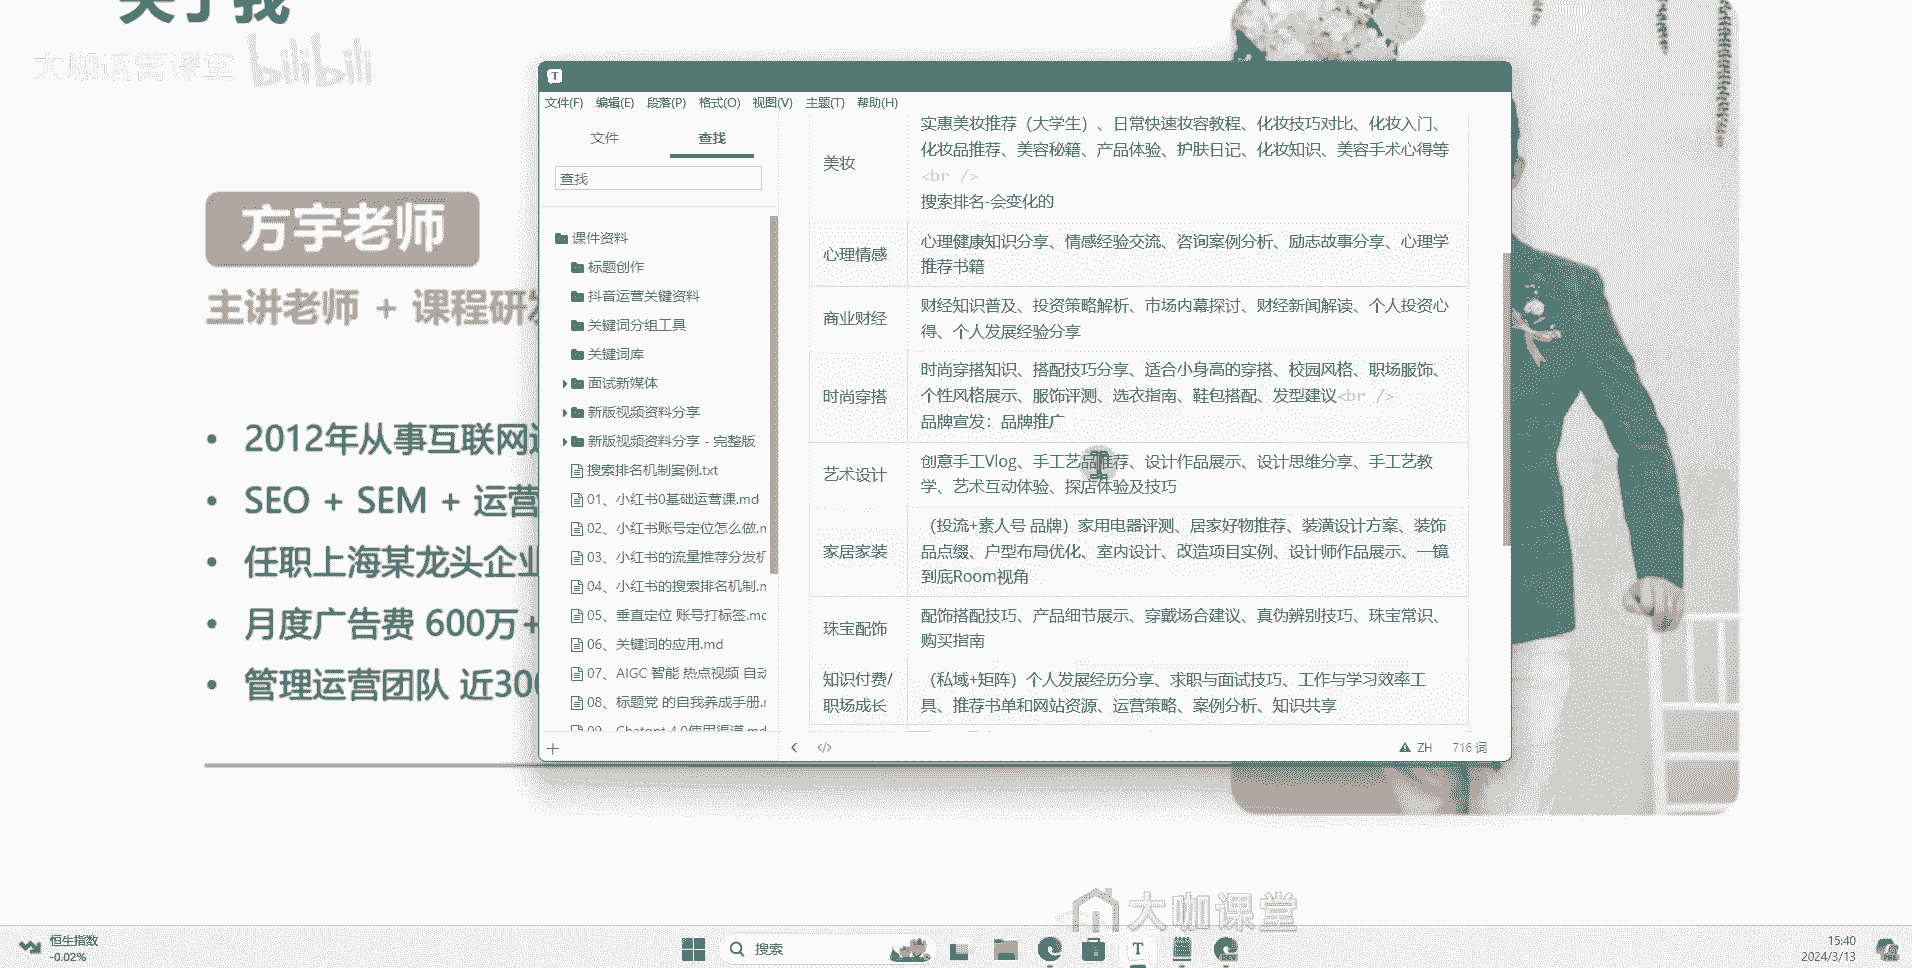 关于我
大咖运营课堂 bilibili
方宇老师
主讲老师 + 课程研发
• 2012年从事互联网运
• SEO + SEM + 运营
• 任职上海某龙头企业
• 月度广告费 600万+
• 管理运营团队 近300
T
文件(F) 编辑(E) 段落(P) 格式(O) 视图(V) 主题(T) 帮助(H)
文件 查找
查找
课件资料
标题创作
抖音运营关键资料
关键词分组工具
关键词库
面试新媒体
新版视频资料分享
新版视频资料分享 - 完整版
搜索排名机制案例.txt
01、小红书0基础运营课.md
02、小红书账号定位怎么做.m
03、小红书的流量推荐分发机
04、小红书的搜索排名机制.m
05、垂直定位 账号打标签.md
06、关键词的应用.md
07、AIGC 智能 热点视频 自动
08、标题党 的自我养成手册.m
09、Chatgpt 4.0使用渠道.md
美妆
实惠美妆推荐（大学生）、日常快速妆容教程、化妆技巧对比、化妆入门、
化妆品推荐、美容秘籍、产品体验、护肤日记、化妆知识、美容手术心得等
<br />
搜索排名-会变化的
心理情感
心理健康知识分享、情感经验交流、咨询案例分析、励志故事分享、心理学
推荐书籍
商业财经
财经知识普及、投资策略解析、市场内幕探讨、财经新闻解读、个人投资心
得、个人发展经验分享
时尚穿搭
时尚穿搭知识、搭配技巧分享、适合小身高的穿搭、校园风格、职场服饰、
个性风格展示、服饰评测、选衣指南、鞋包搭配、发型建议<br />
品牌宣发：品牌推广
艺术设计
创意手工Vlog、手工艺品推荐、设计作品展示、设计思维分享、手工艺教
学、艺术互动体验、探店体验及技巧
家居家装
（投流+素人号 品牌）家用电器评测、居家好物推荐、装潢设计方案、装饰
品点缀、户型布局优化、室内设计、改造项目实例、设计师作品展示、一镜
到底Room视角
珠宝配饰
配饰搭配技巧、产品细节展示、穿戴场合建议、真伪辨别技巧、珠宝常识、
购买指南
知识付费/
职场成长
（私域+矩阵）个人发展经历分享、求职与面试技巧、工作与学习效率工
具、推荐书单和网站资源、运营策略、案例分析、知识共享
+ < </> ZH 716 词
大咖课堂
恒生指数
-0.02%
搜索
T
DEV
15:40
2024/3/13
PRE